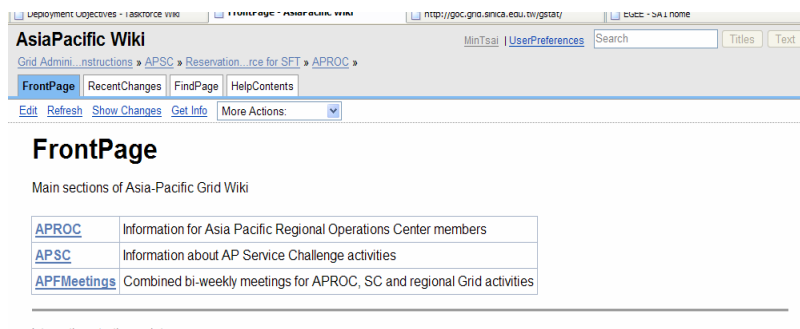 Deployment Objectives - Taskforce Wiki FrontPage - AsiaPacific Wiki http://goc.grid.sinica.edu.tw/gstat/ EGEE - SA1 home
AsiaPacific Wiki MinTsai | UserPreferences Search Titles Text
Grid Admini...nstructions » APSC » Reservation...rce for SFT » APROC »
FrontPage RecentChanges FindPage HelpContents
Edit Refresh Show Changes Get Info More Actions:
FrontPage
Main sections of Asia-Pacific Grid Wiki
APROC Information for Asia Pacific Regional Operations Center members
APSC Information about AP Service Challenge activities
APFMeetings Combined bi-weekly meetings for APROC, SC and regional Grid activities